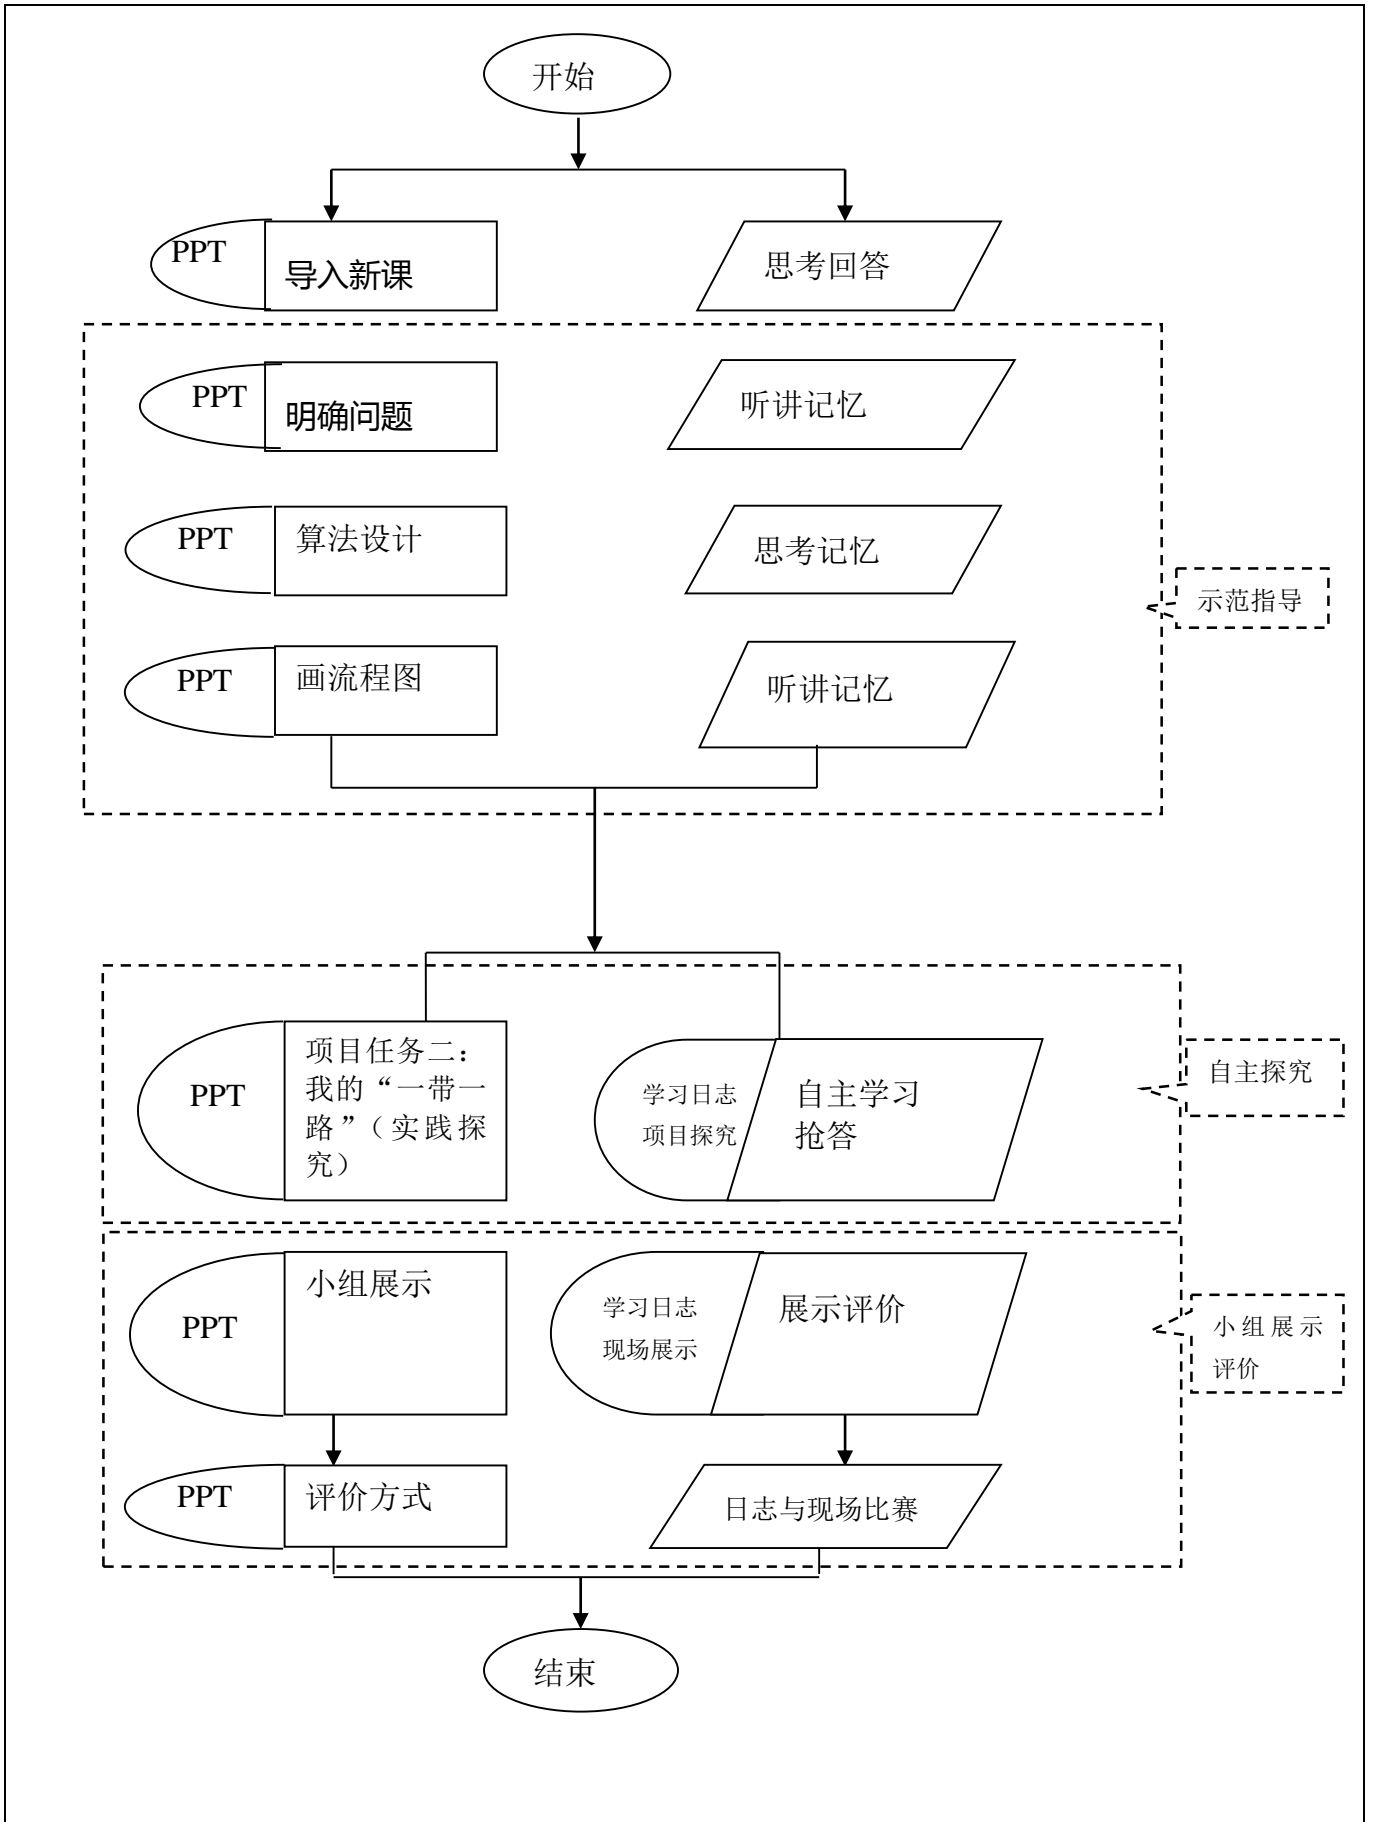 开始
PPT
导入新课
思考回答
PPT
明确问题
听讲记忆
PPT
算法设计
思考记忆
示范指导
PPT
画流程图
听讲记忆
PPT
项目任务二：
我的“一带一
路”（实践探
究）
学习日志
项目探究
自主学习
抢答
自主探究
PPT
小组展示
学习日志
现场展示
展示评价
小组展示
评价
PPT
评价方式
日志与现场比赛
结束